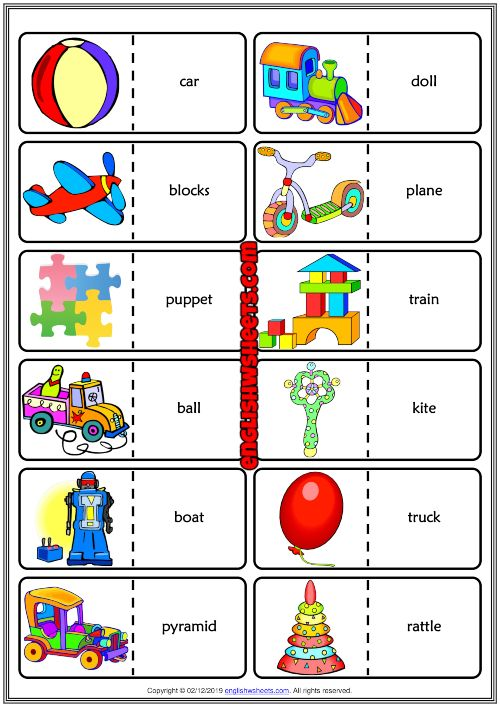 car
doll
blocks
plane
puppet
train
ball
kite
boat
truck
pyramid
rattle
ENGLISHWSHEETS.COM
Copyright © 02/12/2019 englishwsheets.com. All rights reserved.